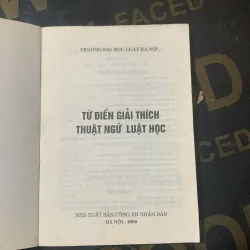 TRƯỜNG ĐẠI HỌC LUẬT HÀ NỘI
TỪ ĐIỂN GIẢI THÍCH
THUẬT NGỮ LUẬT HỌC
NHÀ XUẤT BẢN CÔNG AN NHÂN DÂN
HÀ NỘI - 2000
FACED